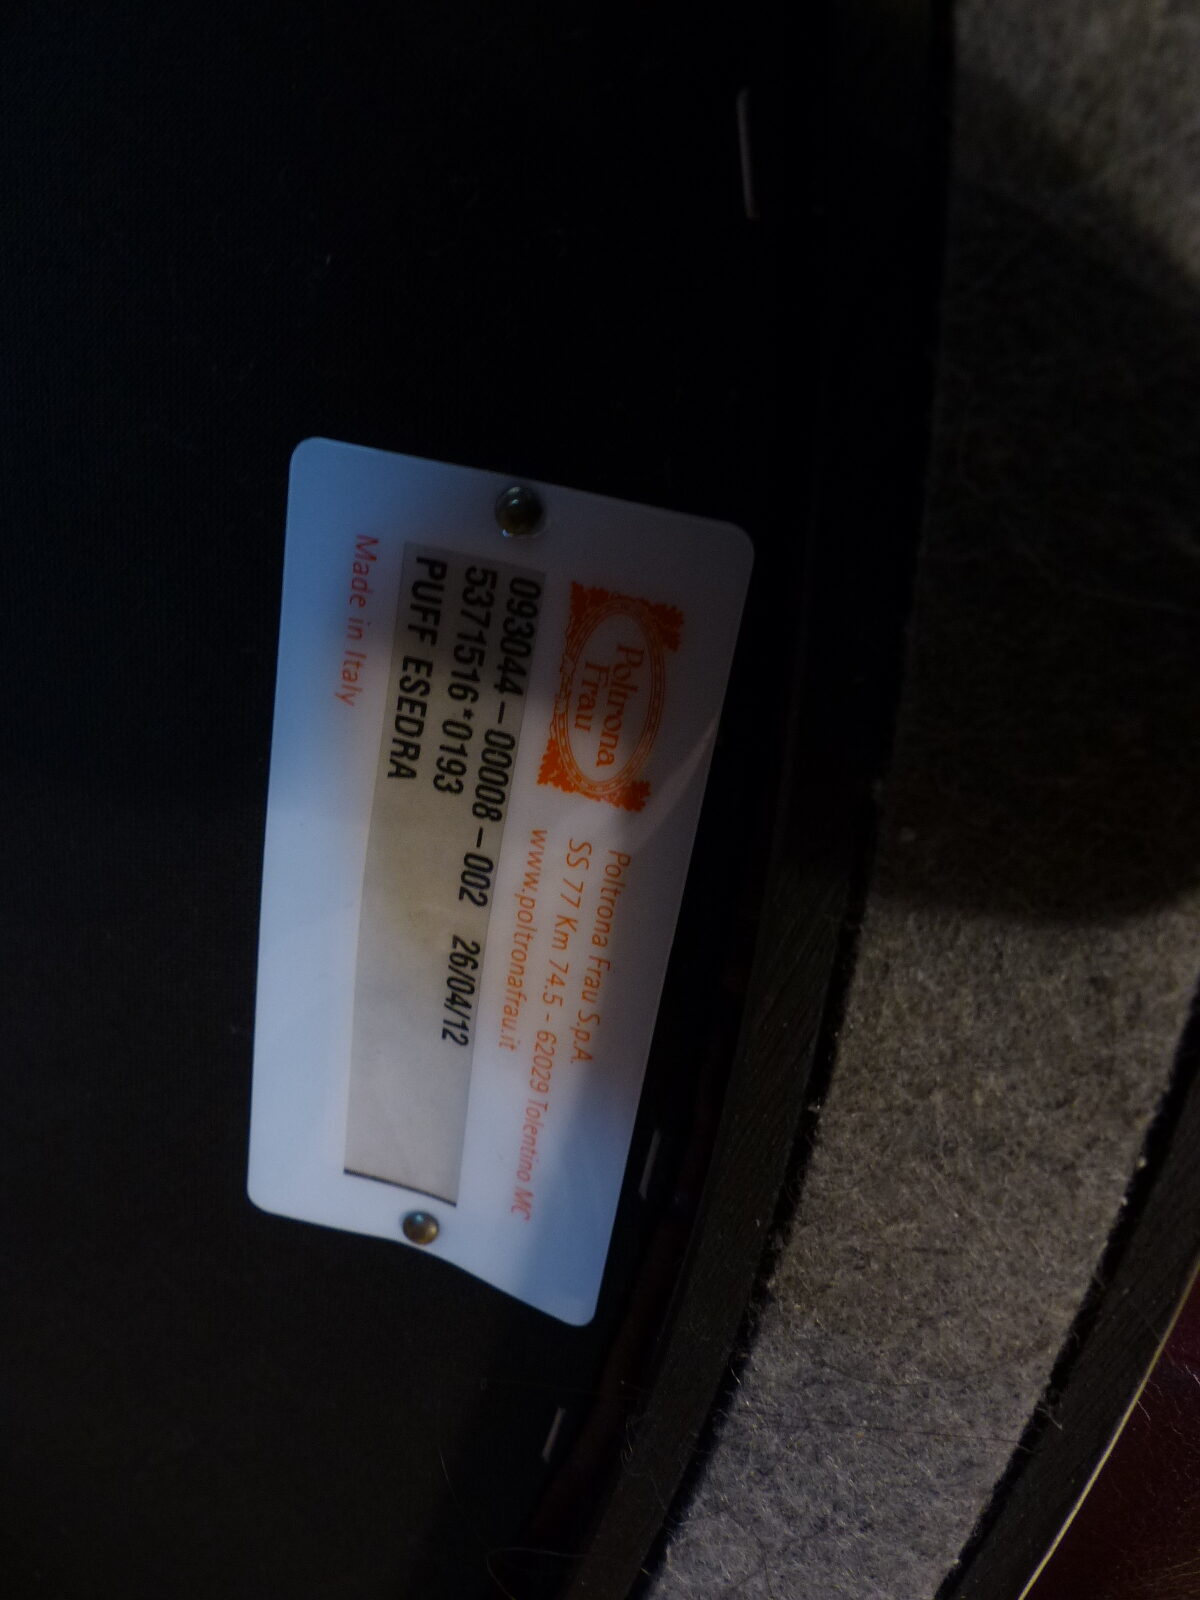 Poltrona
Frau
Poltrona Frau S.p.A
SS 77 Km 74.5 - 62029 Tolentino MC
www.poltronafrau.it
093044-00008-002 26/04/12
5371516*0193
PUFF ESEDRA
Made in Italy